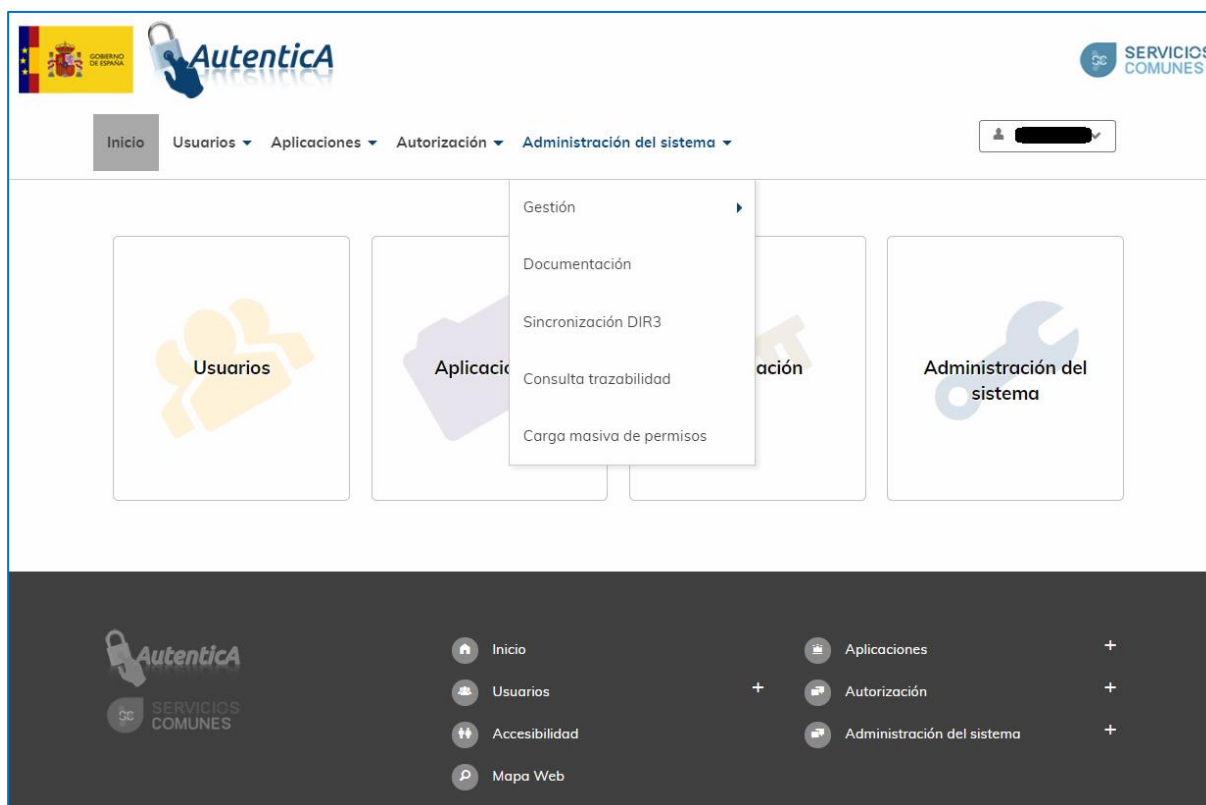 GOBIERNO
DE ESPAÑA
AutenticA
SERVICIOS
COMUNES
Inicio
Usuarios
Aplicaciones
Autorización
Administración del sistema
Gestión
Documentación
Sincronización DIR3
Consulta trazabilidad
Carga masiva de permisos
Usuarios
Aplicacio
ación
Administración del
sistema
AutenticA
SERVICIOS
COMUNES
Inicio
Usuarios
+
Accesibilidad
Mapa Web
Aplicaciones
+
Autorización
+
Administración del sistema
+